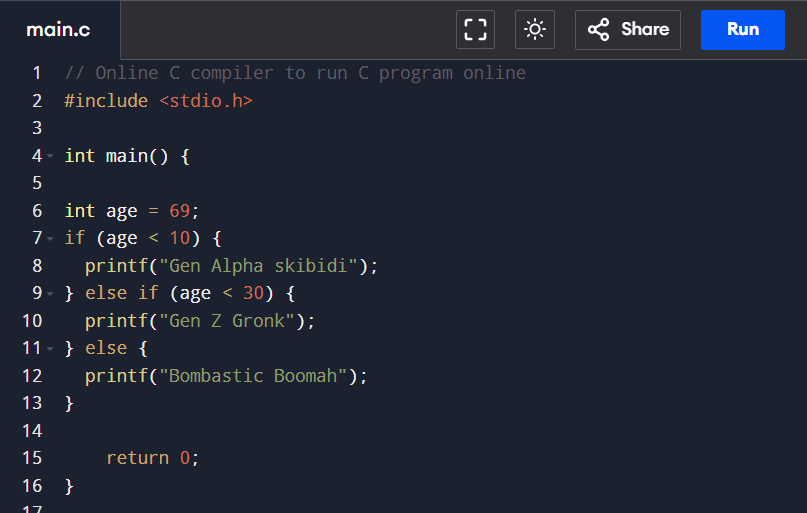 main.c
Share
Run
1 // Online C compiler to run C program online
2 #include <stdio.h>
3
4 int main() {
5
6 int age = 69;
7 if (age < 10) {
8   printf("Gen Alpha skibidi");
9 } else if (age < 30) {
10   printf("Gen Z Gronk");
11 } else {
12   printf("Bombastic Boomah");
13 }
14
15     return 0;
16 }
17